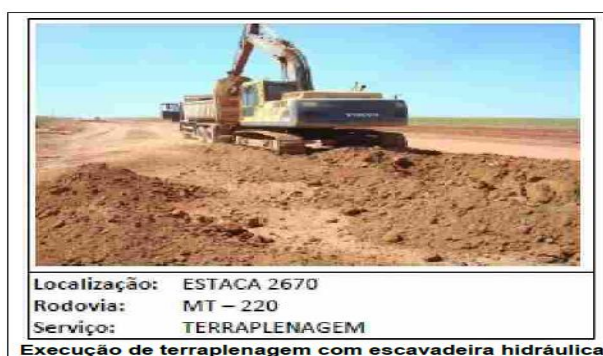 VOLVO
Localização: ESTACA 2670
Rodovia: MT – 220
Serviço: TERRAPLENAGEM
Execução de terraplenagem com escavadeira hidráulica